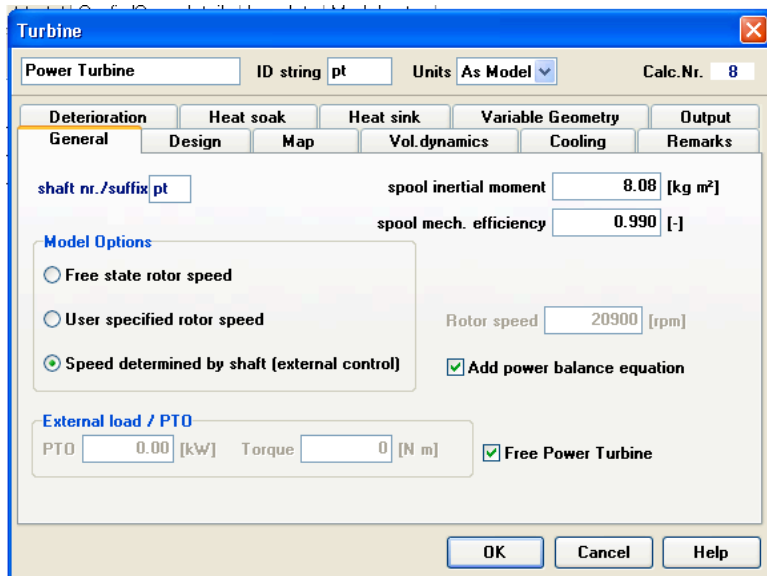 Turbine
Power Turbine ID string pt Units As Model Calc.Nr. 8
Deterioration Heat soak Heat sink Variable Geometry Output
General Design Map Vol.dynamics Cooling Remarks
shaft nr./suffix pt spool inertial moment 8.08 [kg m²]
spool mech. efficiency 0.990 [-]
Model Options
Free state rotor speed
User specified rotor speed Rotor speed 20900 [rpm]
Speed determined by shaft (external control) Add power balance equation
External load / PTO
PTO 0.00 [kW] Torque 0 [N m] Free Power Turbine
OK Cancel Help